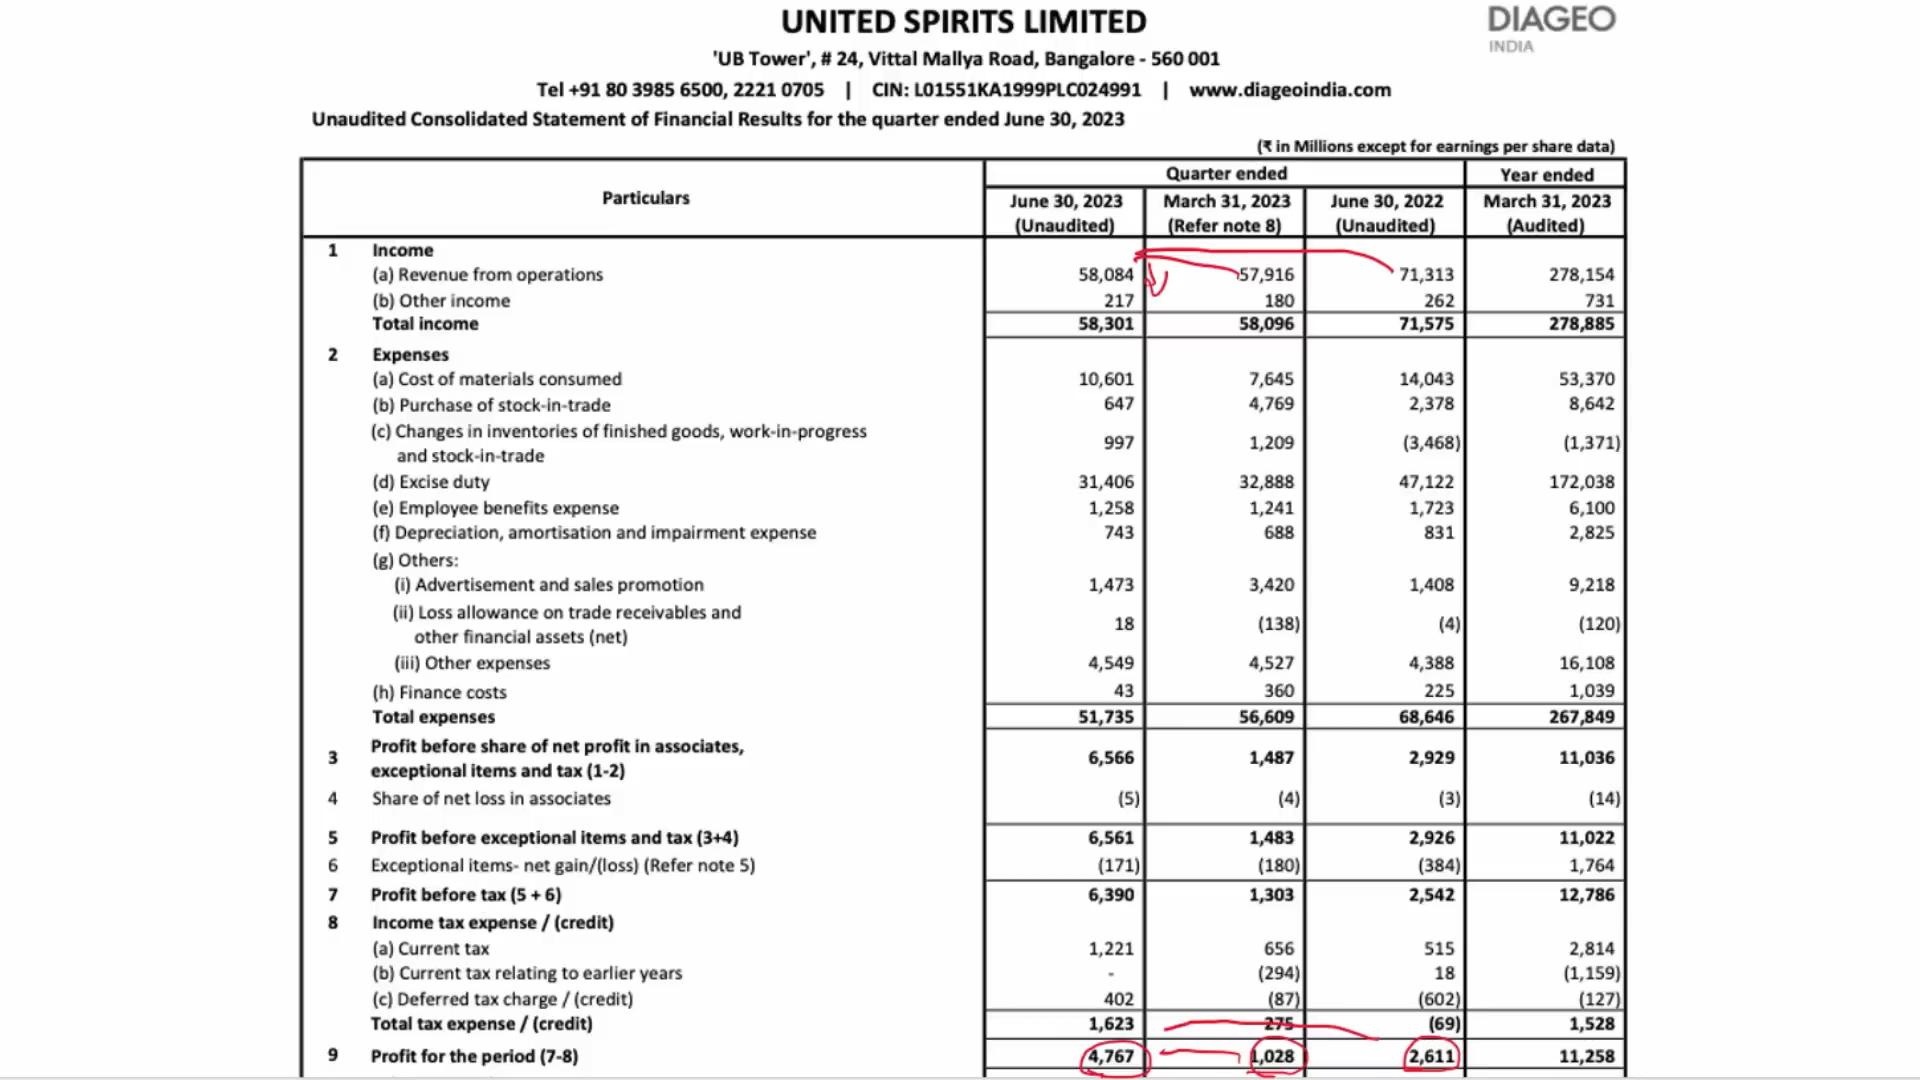 UNITED SPIRITS LIMITED
DIAGEO
INDIA
'UB Tower', # 24, Vittal Mallya Road, Bangalore - 560 001
Tel +91 80 3985 6500, 2221 0705 | CIN: L01551KA1999PLC024991 | www.diageoindia.com
Unaudited Consolidated Statement of Financial Results for the quarter ended June 30, 2023
(₹ in Millions except for earnings per share data)
Particulars Quarter ended Year ended
June 30, 2023 March 31, 2023 June 30, 2022 March 31, 2023
(Unaudited) (Refer note 8) (Unaudited) (Audited)
1 Income
(a) Revenue from operations 58,084 57,916 71,313 278,154
(b) Other income 217 180 262 731
Total income 58,301 58,096 71,575 278,885
2 Expenses
(a) Cost of materials consumed 10,601 7,645 14,043 53,370
(b) Purchase of stock-in-trade 647 4,769 2,378 8,642
(c) Changes in inventories of finished goods, work-in-progress
and stock-in-trade 997 1,209 (3,468) (1,371)
(d) Excise duty 31,406 32,888 47,122 172,038
(e) Employee benefits expense 1,258 1,241 1,723 6,100
(f) Depreciation, amortisation and impairment expense 743 688 831 2,825
(g) Others:
(i) Advertisement and sales promotion 1,473 3,420 1,408 9,218
(ii) Loss allowance on trade receivables and
other financial assets (net) 18 (138) (4) (120)
(iii) Other expenses 4,549 4,527 4,388 16,108
(h) Finance costs 43 360 225 1,039
Total expenses 51,735 56,609 68,646 267,849
3 Profit before share of net profit in associates,
exceptional items and tax (1-2) 6,566 1,487 2,929 11,036
4 Share of net loss in associates (5) (4) (3) (14)
5 Profit before exceptional items and tax (3+4) 6,561 1,483 2,926 11,022
6 Exceptional items- net gain/(loss) (Refer note 5) (171) (180) (384) 1,764
7 Profit before tax (5 + 6) 6,390 1,303 2,542 12,786
8 Income tax expense / (credit)
(a) Current tax 1,221 656 515 2,814
(b) Current tax relating to earlier years - (294) 18 (1,159)
(c) Deferred tax charge / (credit) 402 (87) (602) (127)
Total tax expense / (credit) 1,623 275 (69) 1,528
9 Profit for the period (7-8) 4,767 1,028 2,611 11,258